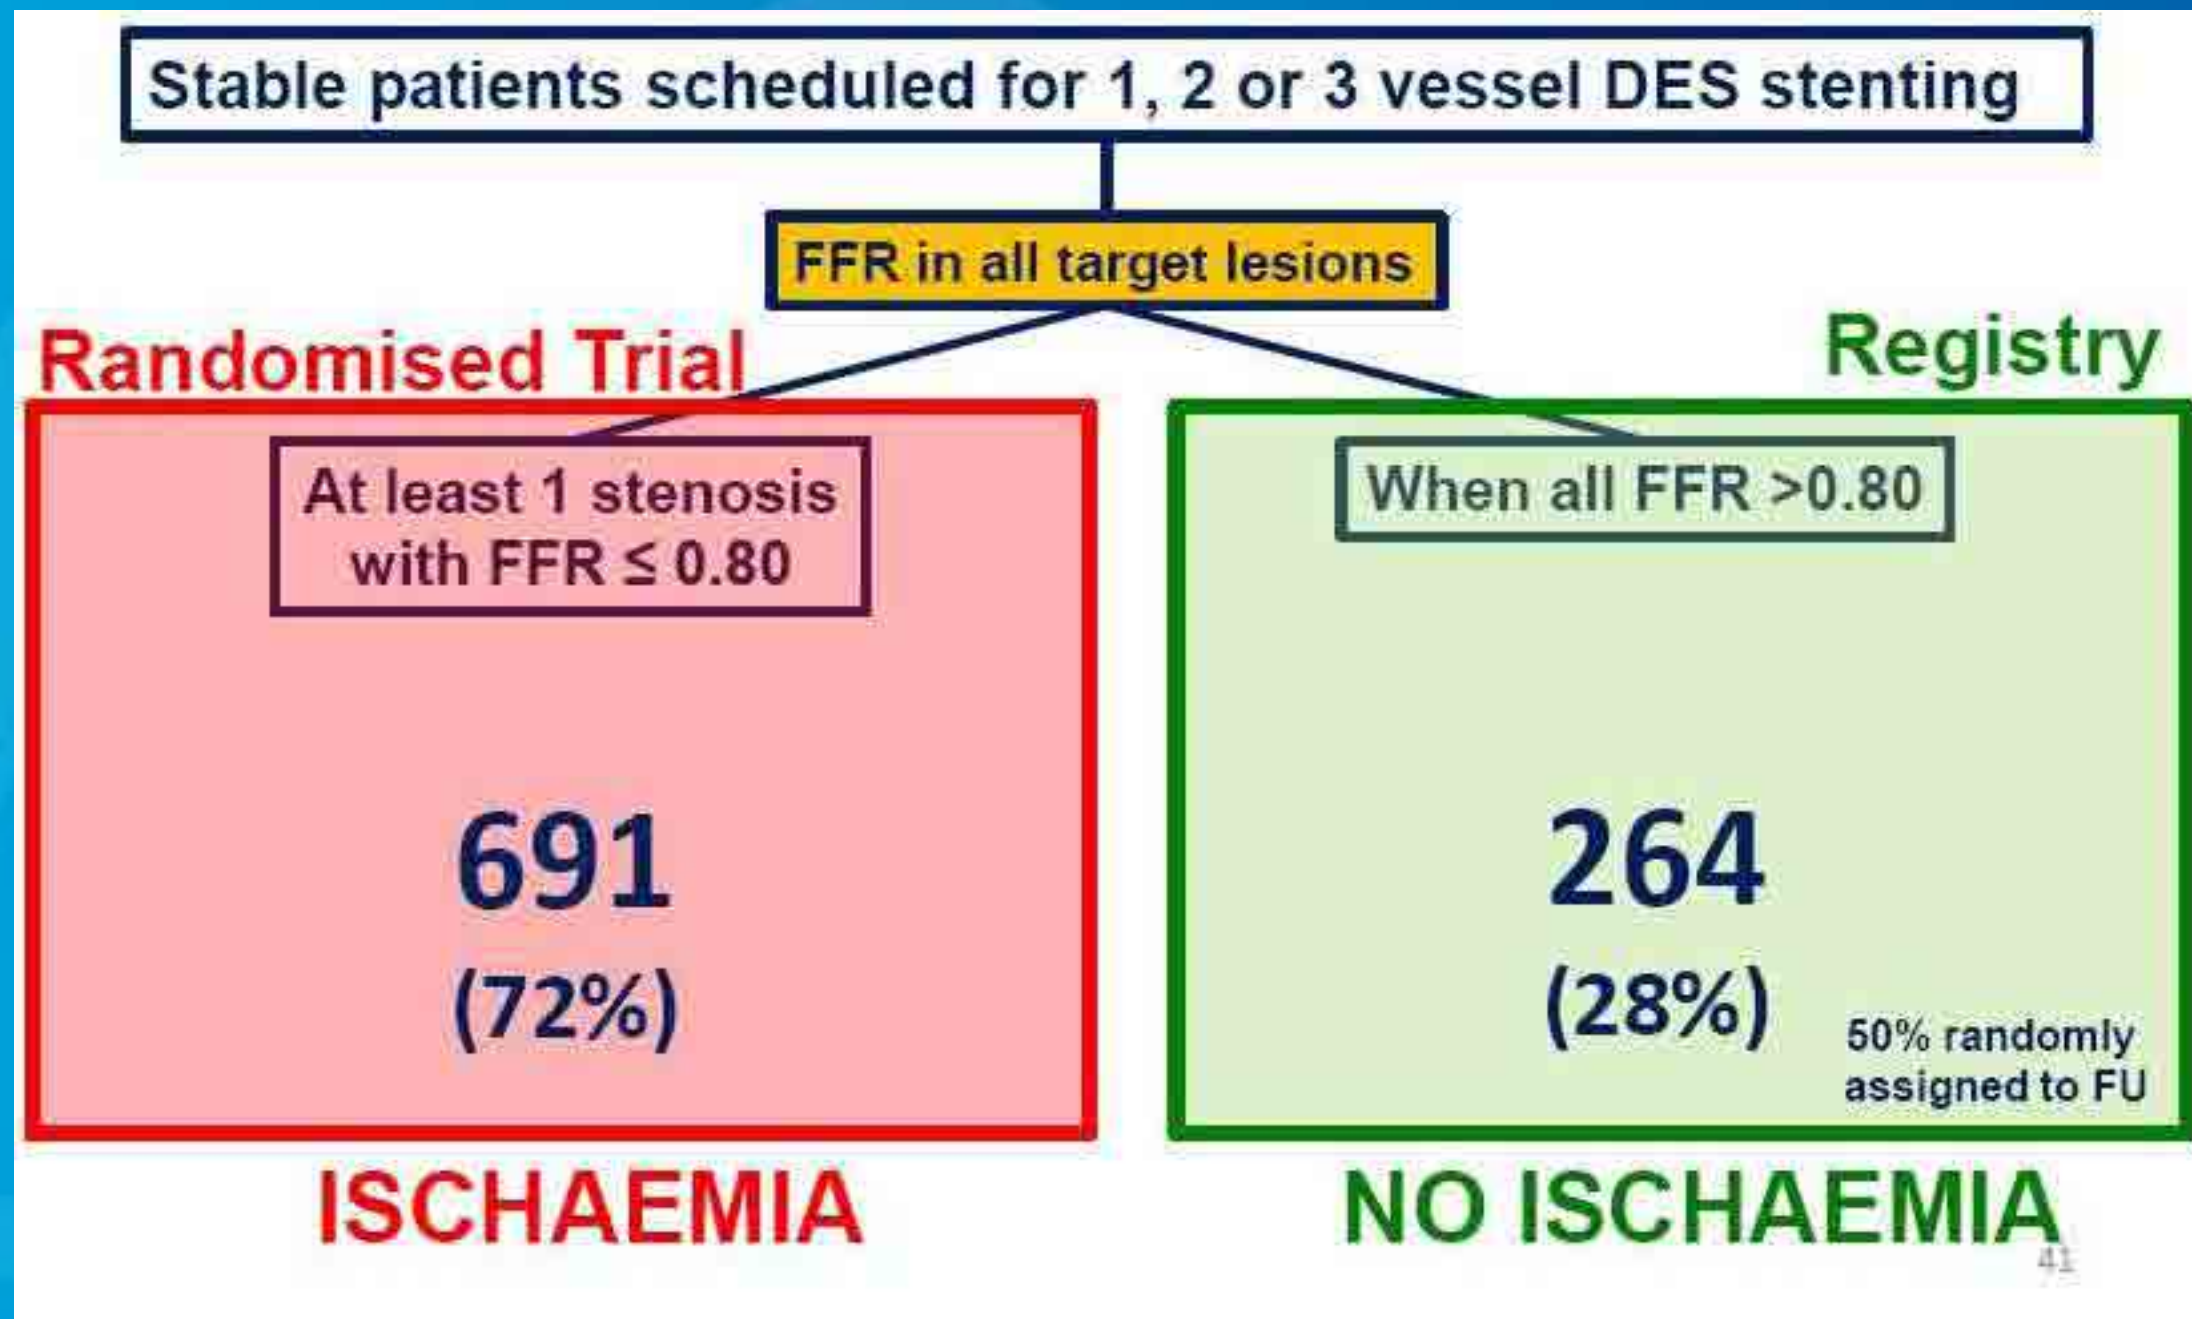 Stable patients scheduled for 1, 2 or 3 vessel DES stenting
FFR in all target lesions
Randomised Trial
Registry
At least 1 stenosis
with FFR ≤ 0.80
When all FFR >0.80
691
(72%)
264
(28%)
50% randomly
assigned to FU
ISCHAEMIA
NO ISCHAEMIA
41